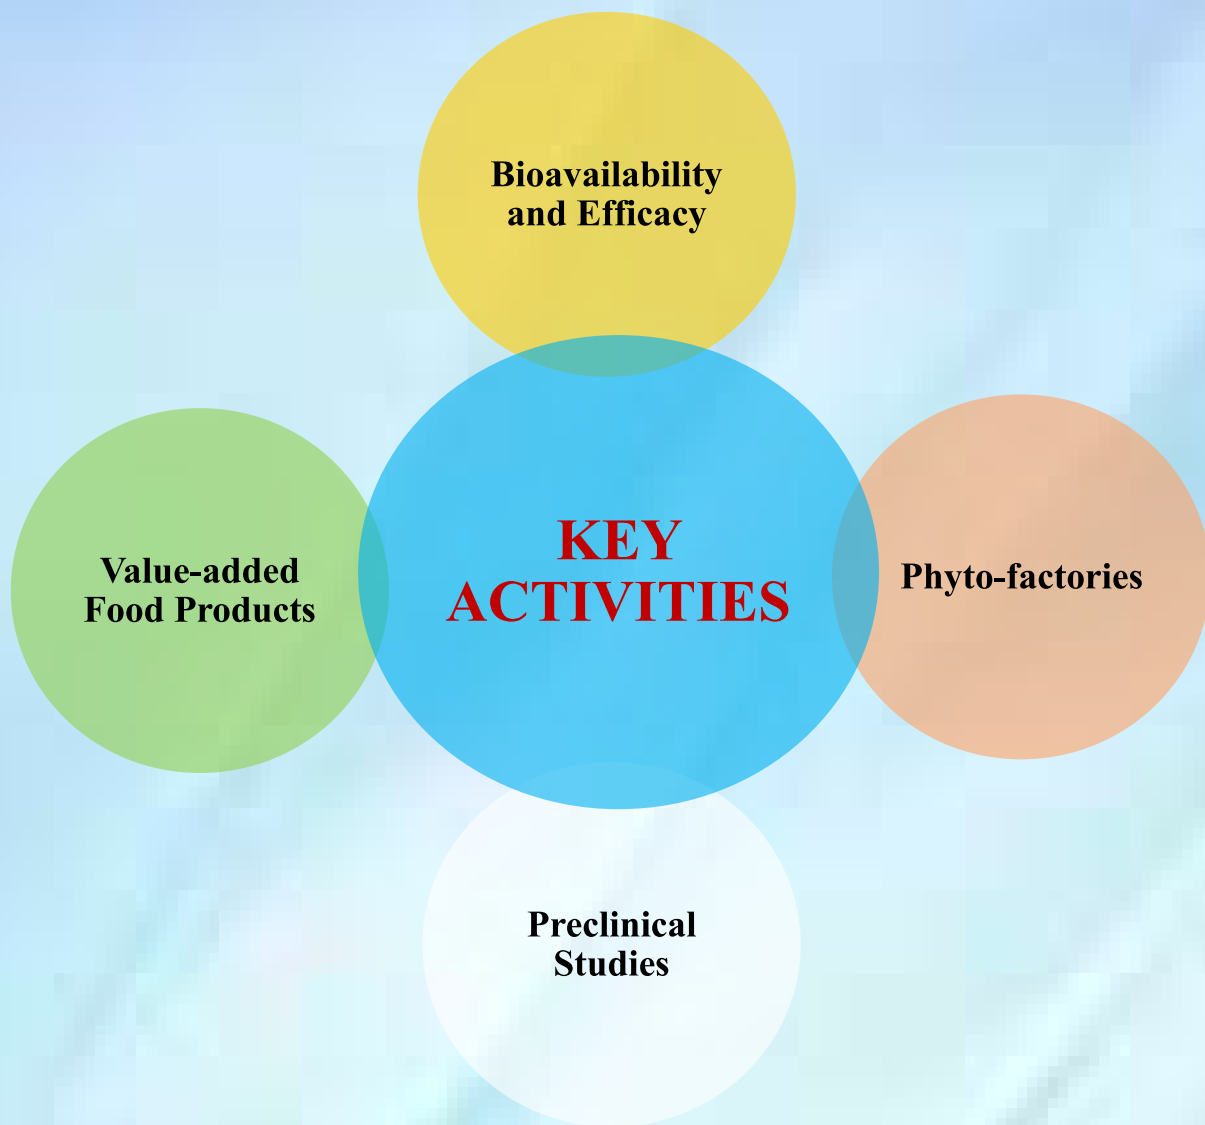 Bioavailability
and Efficacy
KEY
ACTIVITIES
Value-added
Food Products
Phyto-factories
Preclinical
Studies